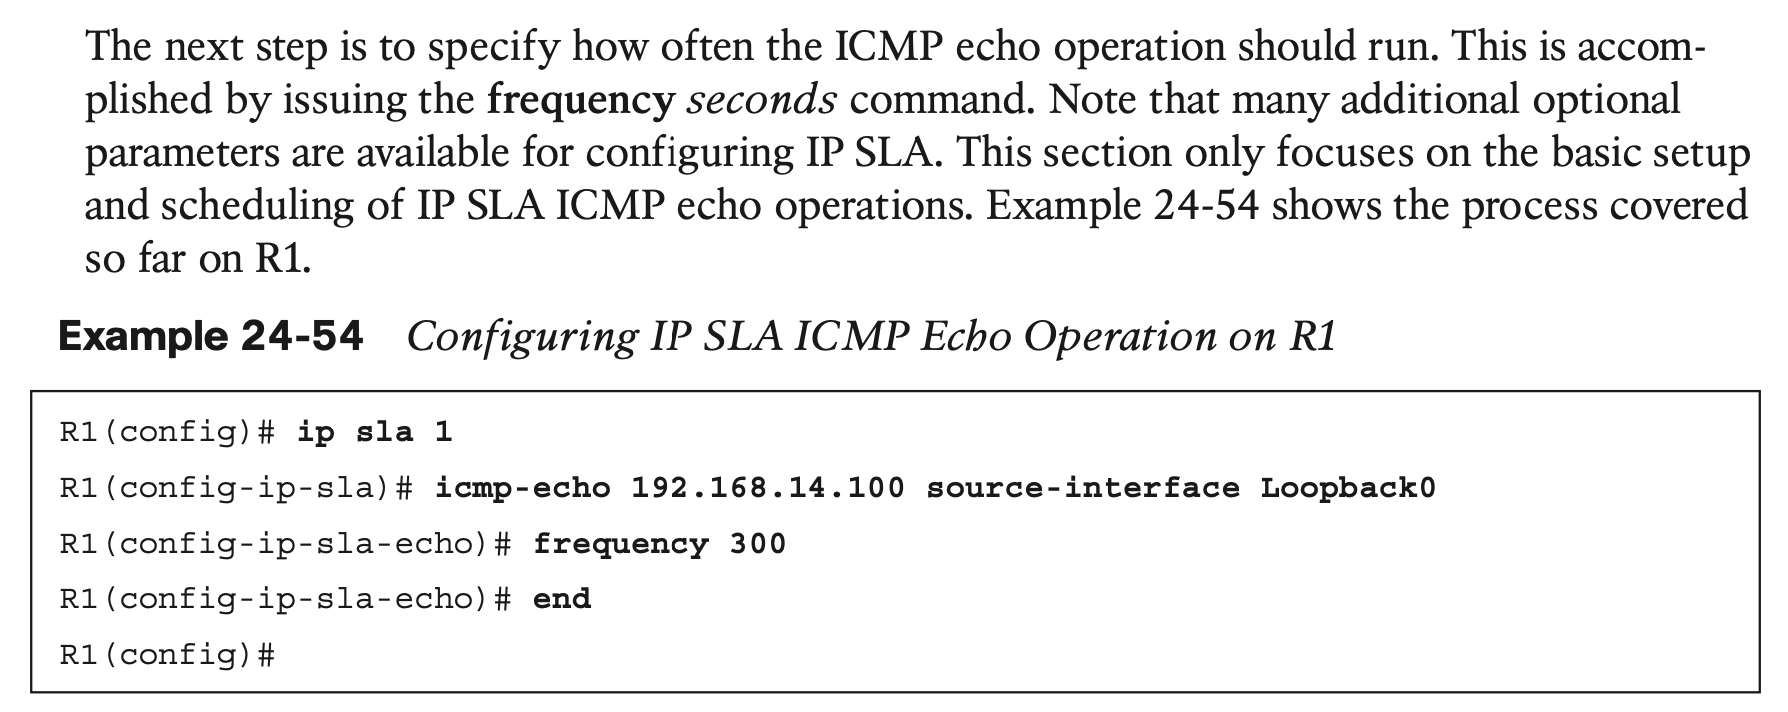 The next step is to specify how often the ICMP echo operation should run. This is accom-
plished by issuing the frequency seconds command. Note that many additional optional
parameters are available for configuring IP SLA. This section only focuses on the basic setup
and scheduling of IP SLA ICMP echo operations. Example 24-54 shows the process covered
so far on R1.
Example 24-54 Configuring IP SLA ICMP Echo Operation on R1
R1(config)# ip sla 1
R1(config-ip-sla)# icmp-echo 192.168.14.100 source-interface Loopback0
R1(config-ip-sla-echo)# frequency 300
R1(config-ip-sla-echo)# end
R1(config)#